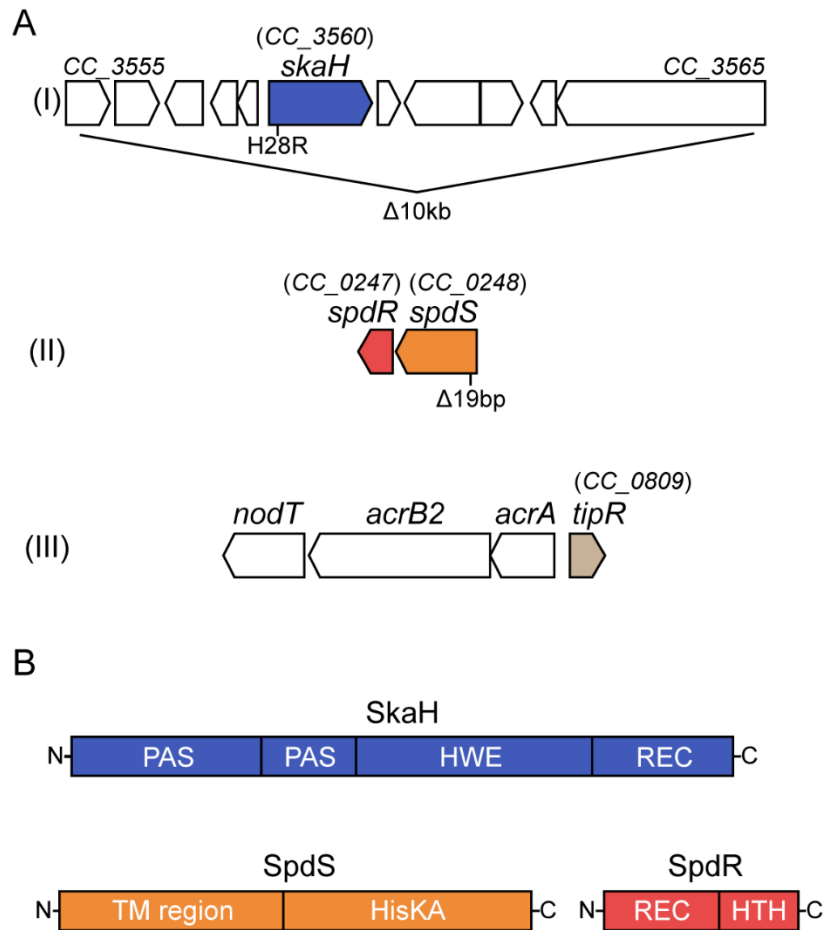 A
(CC_3560)
CC_3555 skaH CC_3565
(I)
H28R
Δ10kb
(CC_0247) (CC_0248)
spdR spdS
(II)
Δ19bp
(CC_0809)
nodT acrB2 acrA tipR
(III)
B
SkaH
N- PAS PAS HWE REC -C
SpdS SpdR
N- TM region HisKA -C N- REC HTH -C